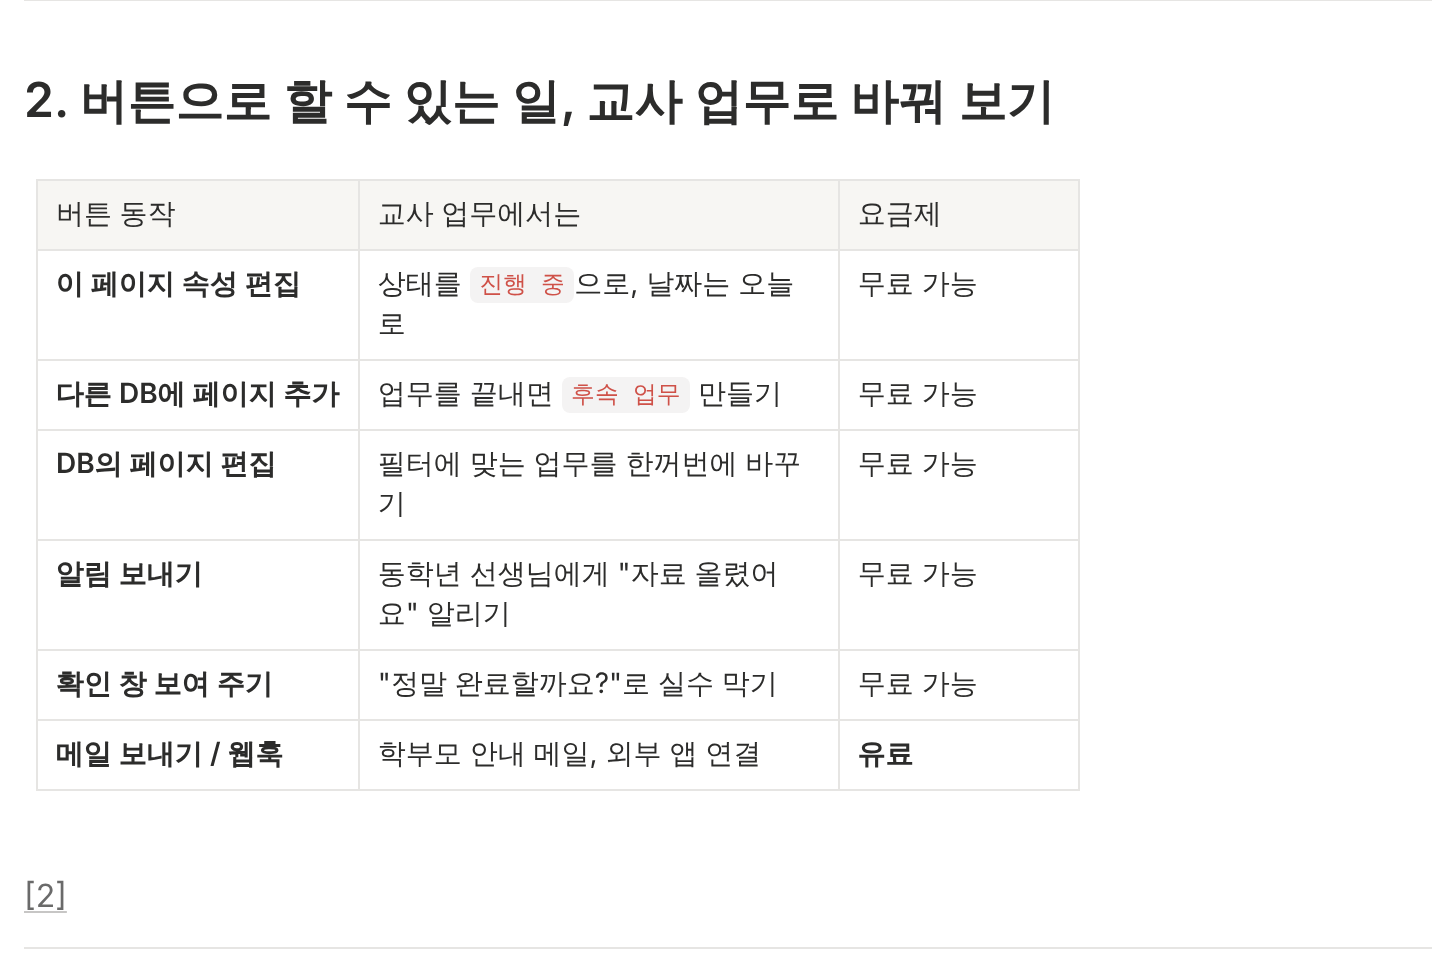 2. 버튼으로 할 수 있는 일, 교사 업무로 바꿔 보기
버튼 동작 교사 업무에서는 요금제
이 페이지 속성 편집 상태를 진행 중으로, 날짜는 오늘 무료 가능
로
다른 DB에 페이지 추가 업무를 끝내면 후속 업무 만들기 무료 가능
DB의 페이지 편집 필터에 맞는 업무를 한꺼번에 바꾸 무료 가능
기
알림 보내기 동학년 선생님에게 "자료 올렸어 무료 가능
요" 알리기
확인 창 보여 주기 "정말 완료할까요?"로 실수 막기 무료 가능
메일 보내기 / 웹훅 학부모 안내 메일, 외부 앱 연결 유료
[2]